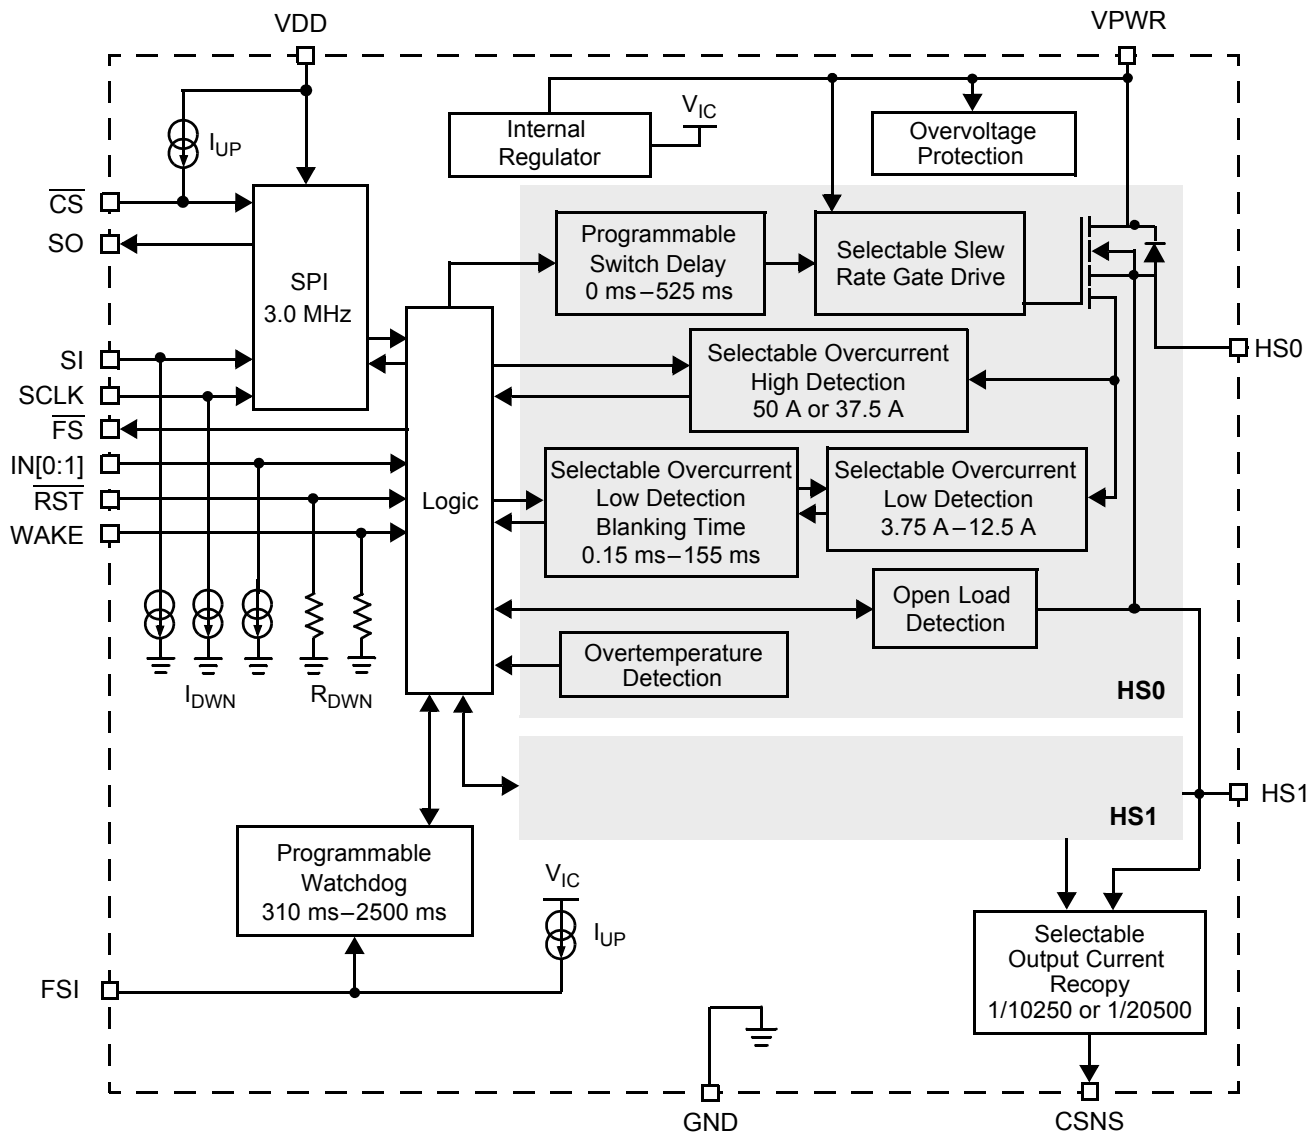 VDD
VPWR
Internal
Regulator
VIC
Overvoltage
Protection
IUP
CS
SO
SPI
3.0 MHz
SI
SCLK
FS
IN[0:1]
RST
WAKE
Programmable
Switch Delay
0 ms–525 ms
Selectable Slew
Rate Gate Drive
Selectable Overcurrent
High Detection
50 A or 37.5 A
HS0
Logic
Selectable Overcurrent
Low Detection
Blanking Time
0.15 ms–155 ms
Selectable Overcurrent
Low Detection
3.75 A–12.5 A
Open Load
Detection
Overtemperature
Detection
HS0
IDWN
RDWN
HS1
HS1
Programmable
Watchdog
310 ms–2500 ms
VIC
IUP
FSI
Selectable
Output Current
Recopy
1/10250 or 1/20500
GND
CSNS